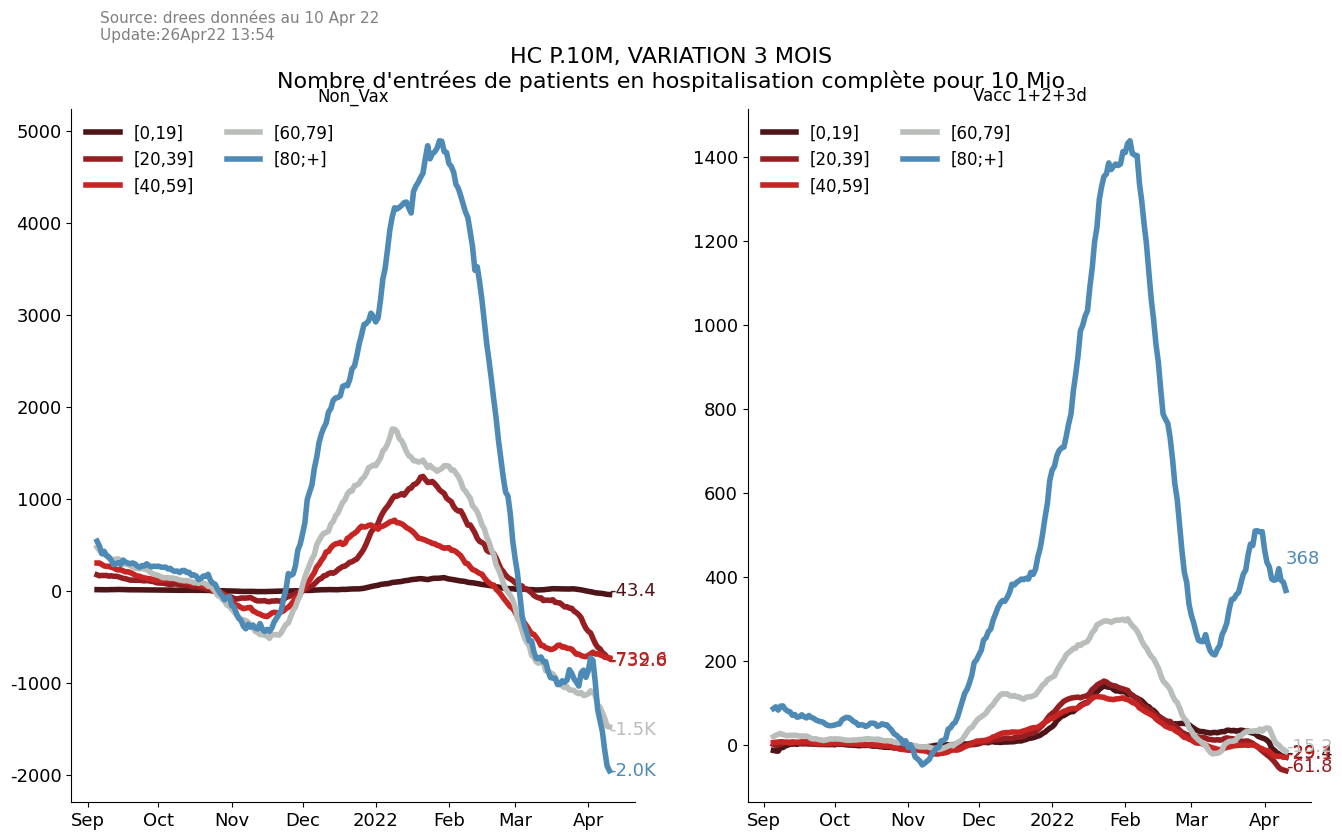 Source: drees données au 10 Apr 22
Update:26Apr22 13:54
HC P.10M, VARIATION 3 MOIS
Nombre d'entrées de patients en hospitalisation complète pour 10 Mio
Non_Vax
[0,19]
[20,39]
[40,59]
[60,79]
[80;+]
5000
4000
3000
2000
1000
0
-1000
-2000
-43.4
-1.5K
-2.0K
Sep Oct Nov Dec 2022 Feb Mar Apr
Vacc 1+2+3d
[0,19]
[20,39]
[40,59]
[60,79]
[80;+]
1400
1200
1000
800
600
400
200
0
368
-61.8
Sep Oct Nov Dec 2022 Feb Mar Apr